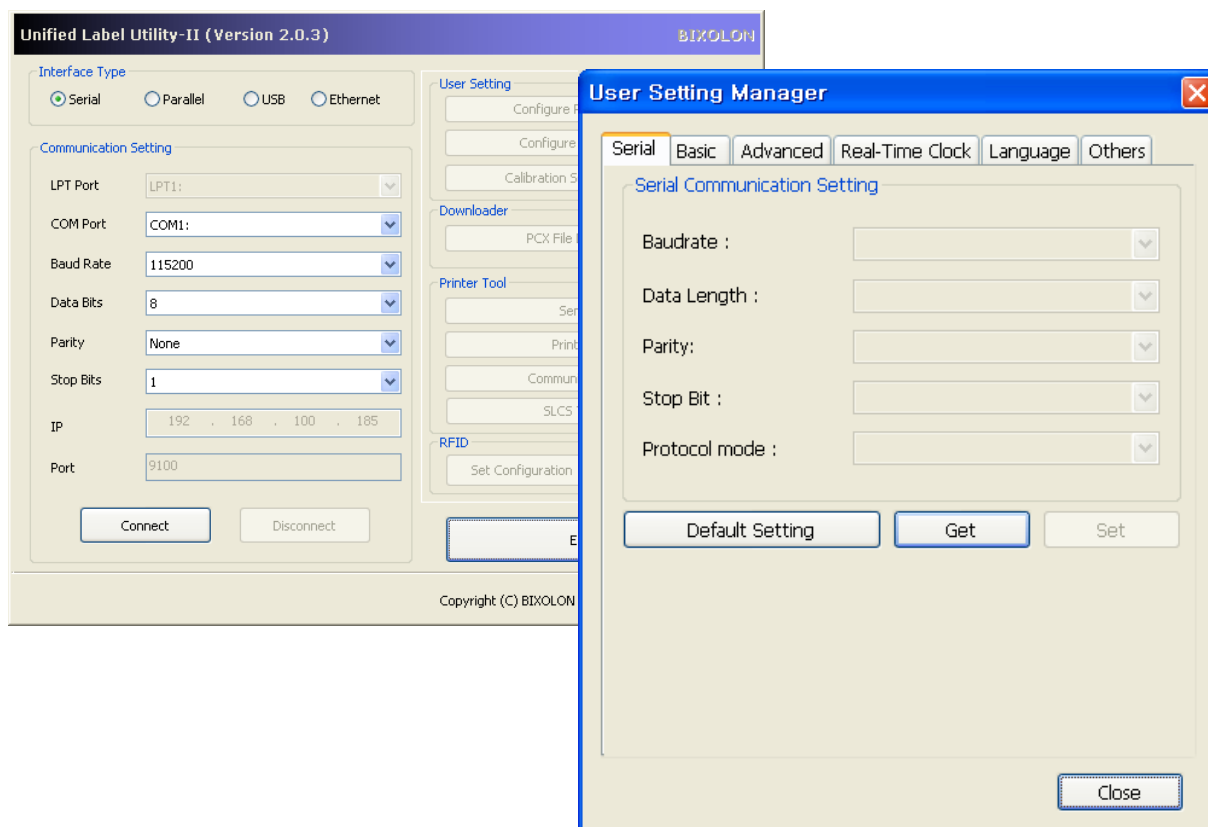 Unified Label Utility-II (Version 2.0.3)
BIXOLON
Interface Type
Serial
Parallel
USB
Ethernet
Communication Setting
LPT Port
LPT1:
COM Port
COM1:
Baud Rate
115200
Data Bits
8
Parity
None
Stop Bits
1
IP
192 . 168 . 100 . 185
Port
9100
Connect
Disconnect
User Setting
Configure
Configure
Calibration
Downloader
PCX File
Printer Tool
SLCS
RFID
Set Configuration
Copyright (C) BIXOLON
User Setting Manager
Serial
Basic
Advanced
Real-Time Clock
Language
Others
Serial Communication Setting
Baudrate :
Data Length :
Parity:
Stop Bit :
Protocol mode :
Default Setting
Get
Set
Close